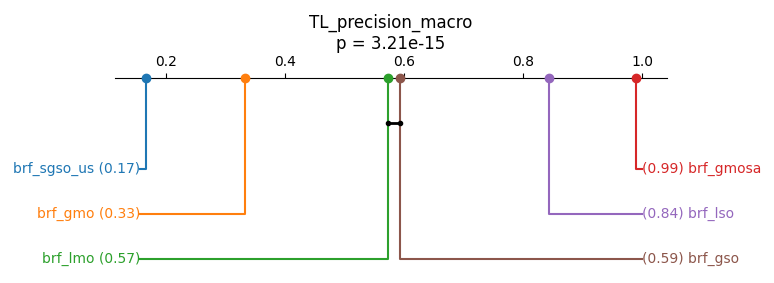 TL_precision_macro
p = 3.21e-15
0.2 0.4 0.6 0.8 1.0
brf_sgso_us (0.17) (0.99) brf_gmosa
brf_gmo (0.33) (0.84) brf_lso
brf_lmo (0.57) (0.59) brf_gso